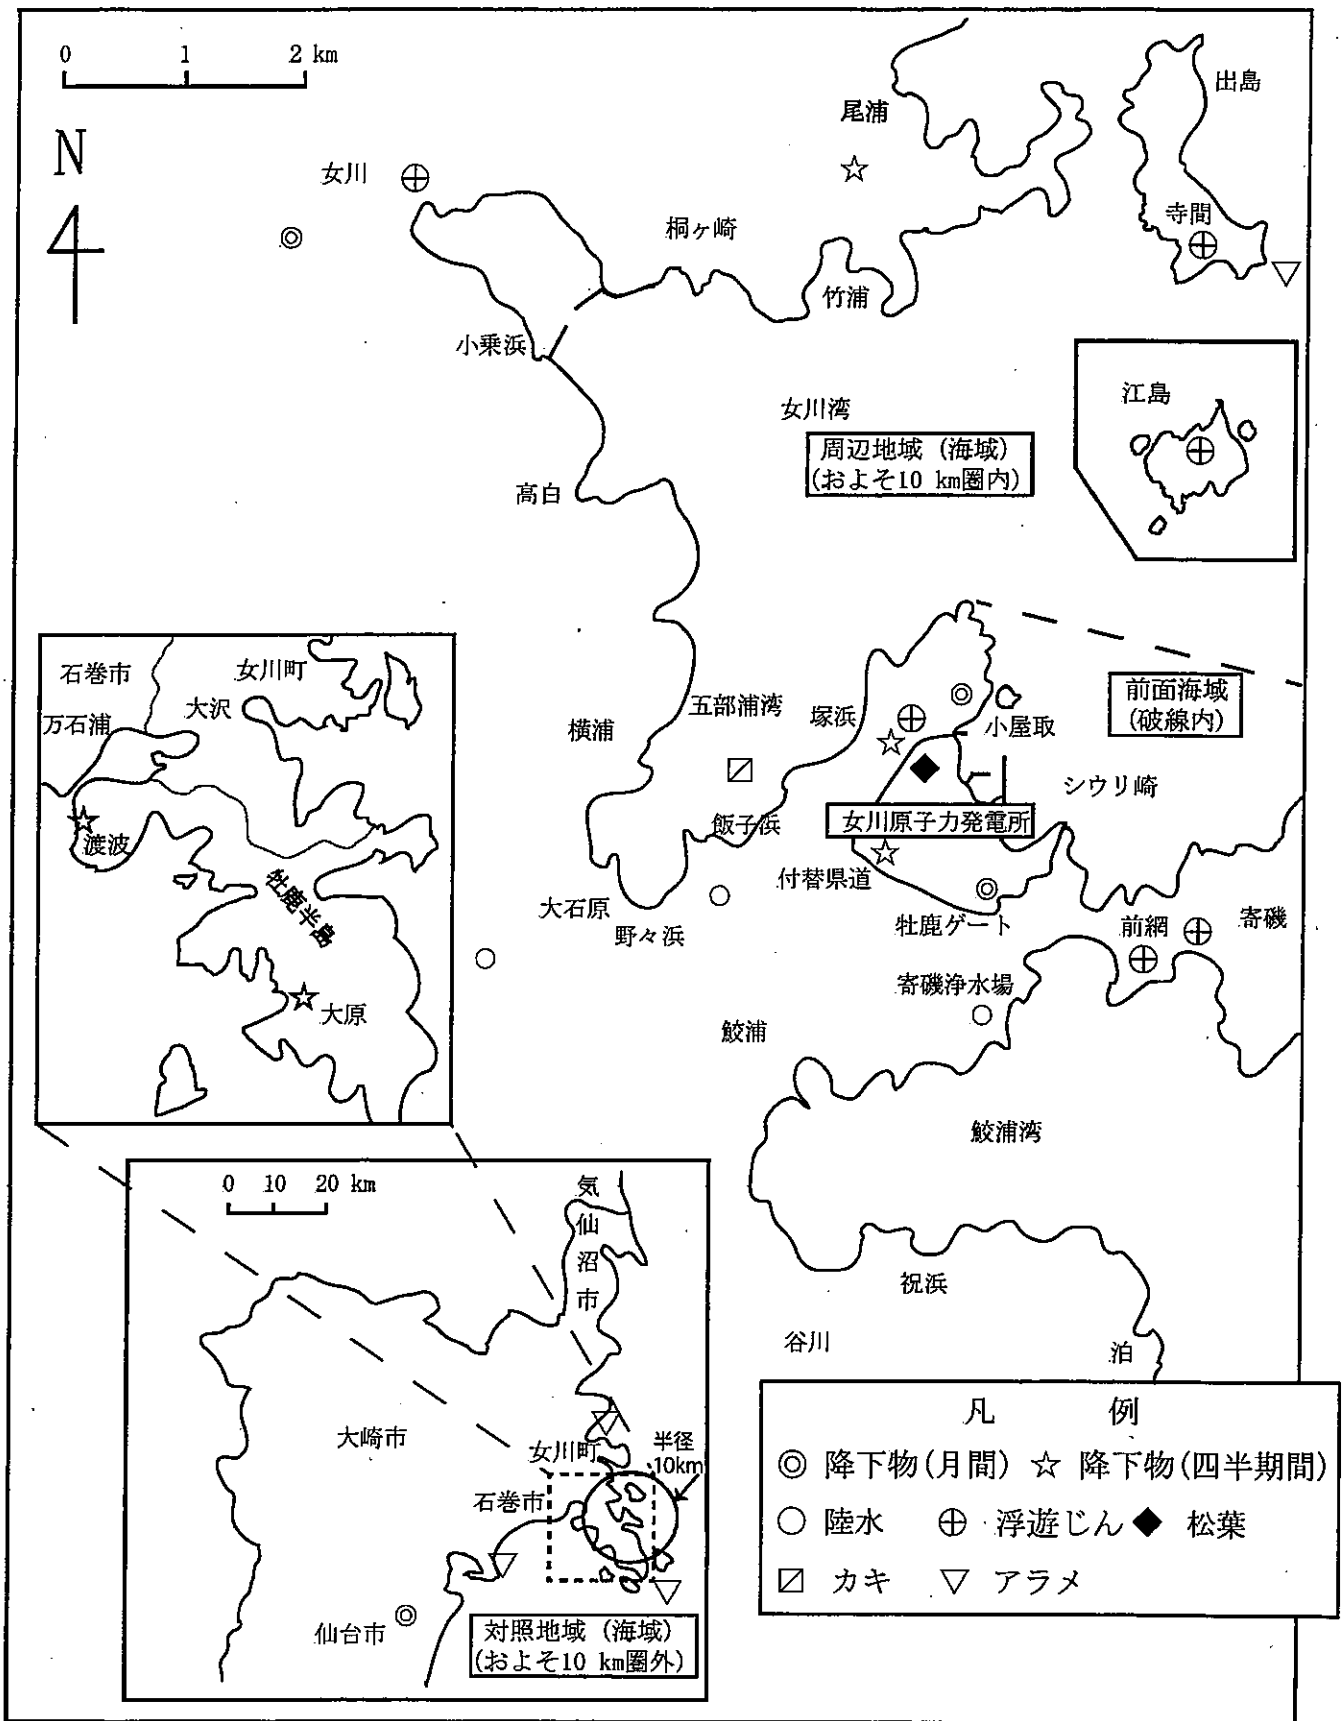 0 1 2 km
N
尾浦
出島
女川
寺間
桐ヶ崎
竹浦
小乗浜
江島
女川湾
周辺地域 (海域)
(およそ10 km圏内)
高白
石巻市
女川町
万石浦
大沢
渡波
牡鹿半島
大原
横浦
五部浦湾
塚浜
小屋取
前面海域
(破線内)
シウリ崎
飯子浜
女川原子力発電所
付替県道
大石原
野々浜
牡鹿ゲート
前網
寄磯
寄磯浄水場
鮫浦
鮫浦湾
祝浜
谷川
泊
0 10 20 km
気仙沼市
大崎市
女川町
半径
10km
石巻市
仙台市
対照地域 (海域)
(およそ10 km圏外)
凡 例
◎ 降下物(月間) ☆ 降下物(四半期間)
○ 陸水 ⊕ 浮遊じん ◆ 松葉
⍁ カキ ▽ アラメ